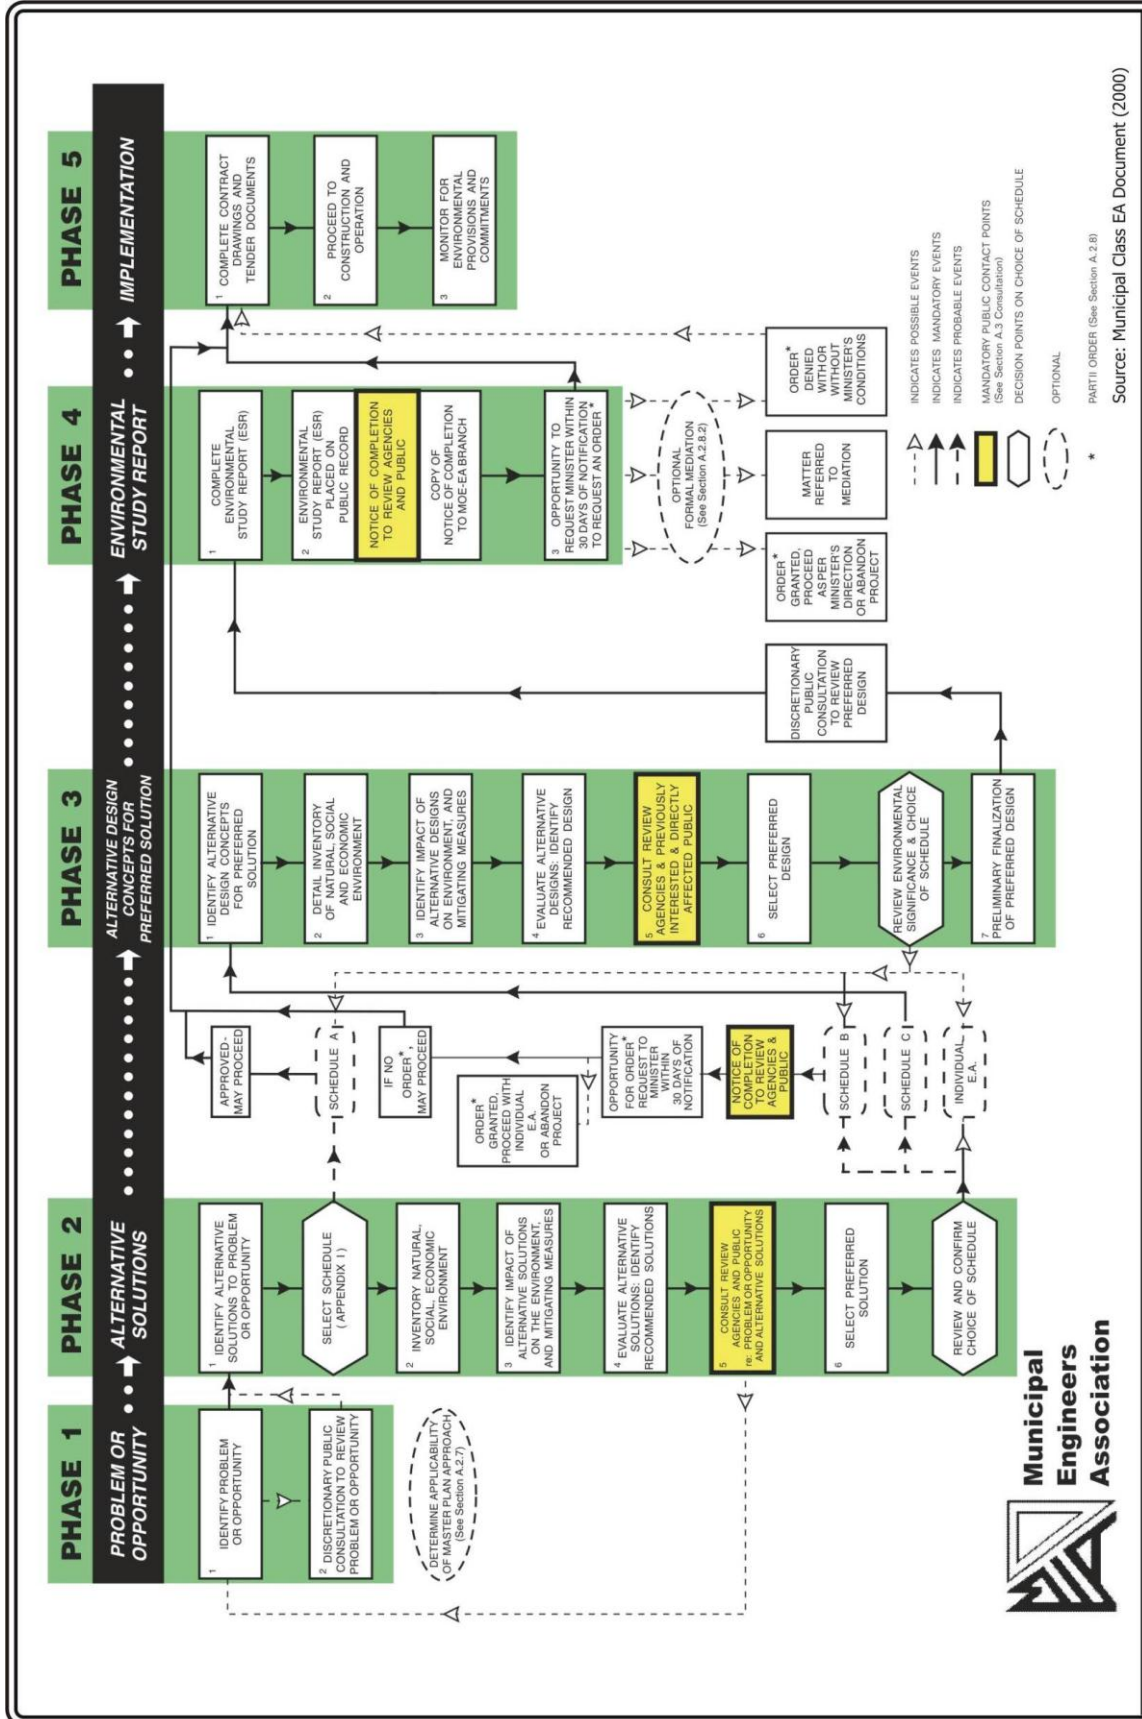 PHASE 1
PROBLEM OR
OPPORTUNITY
1
IDENTIFY PROBLEM
OR OPPORTUNITY
2
DISCRETIONARY PUBLIC
CONSULTATION TO REVIEW
PROBLEM OR OPPORTUNITY
DETERMINE APPLICABILITY
OF MASTER PLAN APPROACH
(See Section A.2.7)
PHASE 2
ALTERNATIVE
SOLUTIONS
1
IDENTIFY ALTERNATIVE
SOLUTIONS TO PROBLEM
OR OPPORTUNITY
SELECT SCHEDULE
( APPENDIX I )
2
INVENTORY NATURAL,
SOCIAL, ECONOMIC
ENVIRONMENT
3
IDENTIFY IMPACT OF
ALTERNATIVE SOLUTIONS
ON THE ENVIRONMENT,
AND MITIGATING MEASURES
4
EVALUATE ALTERNATIVE
SOLUTIONS: IDENTIFY
RECOMMENDED SOLUTIONS
5
CONSULT REVIEW
AGENCIES AND PUBLIC
re: PROBLEM OR OPPORTUNITY
AND ALTERNATIVE SOLUTIONS
6
SELECT PREFERRED
SOLUTION
REVIEW AND CONFIRM
CHOICE OF SCHEDULE
APPROVED-
MAY PROCEED
SCHEDULE A
IF NO
ORDER*,
MAY PROCEED
ORDER*
GRANTED,
PROCEED WITH
INDIVIDUAL
E.A.
OR ABANDON
PROJECT
OPPORTUNITY
FOR ORDER*
REQUEST TO
MINISTER
WITHIN
30 DAYS OF
NOTIFICATION
NOTICE OF
COMPLETION
TO REVIEW
AGENCIES &
PUBLIC
SCHEDULE B
SCHEDULE C
INDIVIDUAL
E.A.
PHASE 3
ALTERNATIVE DESIGN
CONCEPTS FOR
PREFERRED SOLUTION
1
IDENTIFY ALTERNATIVE
DESIGN CONCEPTS
FOR PREFERRED
SOLUTION
2
DETAIL INVENTORY
OF NATURAL, SOCIAL
AND ECONOMIC
ENVIRONMENT
3
IDENTIFY IMPACT OF
ALTERNATIVE DESIGNS
ON ENVIRONMENT, AND
MITIGATING MEASURES
4
EVALUATE ALTERNATIVE
DESIGNS: IDENTIFY
RECOMMENDED DESIGN
5
CONSULT REVIEW
AGENCIES & PREVIOUSLY
INTERESTED & DIRECTLY
AFFECTED PUBLIC
6
SELECT PREFERRED
DESIGN
REVIEW ENVIRONMENTAL
SIGNIFICANCE & CHOICE
OF SCHEDULE
7
PRELIMINARY FINALIZATION
OF PREFERRED DESIGN
DISCRETIONARY
PUBLIC
CONSULTATION
TO REVIEW
PREFERRED
DESIGN
PHASE 4
ENVIRONMENTAL
STUDY REPORT
1
COMPLETE
ENVIRONMENTAL
STUDY REPORT (ESR)
2
ENVIRONMENTAL
STUDY REPORT (ESR)
PLACED ON
PUBLIC RECORD
NOTICE OF COMPLETION
TO REVIEW AGENCIES
AND PUBLIC
COPY OF
NOTICE OF COMPLETION
TO MOE-EA BRANCH
3
OPPORTUNITY TO
REQUEST MINISTER WITHIN
30 DAYS OF NOTIFICATION
TO REQUEST AN ORDER*
OPTIONAL
FORMAL MEDIATION
(See Section A.2.8.2)
ORDER*
GRANTED,
PROCEED
ASPER
MINISTER'S
DIRECTION
OR ABANDON
PROJECT
MATTER
REFERRED
TO
MEDIATION
ORDER*
DENIED
WITH OR
WITHOUT
MINISTER'S
CONDITIONS
PHASE 5
IMPLEMENTATION
1
COMPLETE CONTRACT
DRAWINGS AND
TENDER DOCUMENTS
2
PROCEED TO
CONSTRUCTION AND
OPERATION
3
MONITOR FOR
ENVIRONMENTAL
PROVISIONS AND
COMMITMENTS
INDICATES POSSIBLE EVENTS
INDICATES MANDATORY EVENTS
INDICATES PROBABLE EVENTS
MANDATORY PUBLIC CONTACT POINTS
(See Section A.3 Consultation)
DECISION POINTS ON CHOICE OF SCHEDULE
OPTIONAL
* PART II ORDER (See Section A.2.8)
Municipal
Engineers
Association
Source: Municipal Class EA Document (2000)